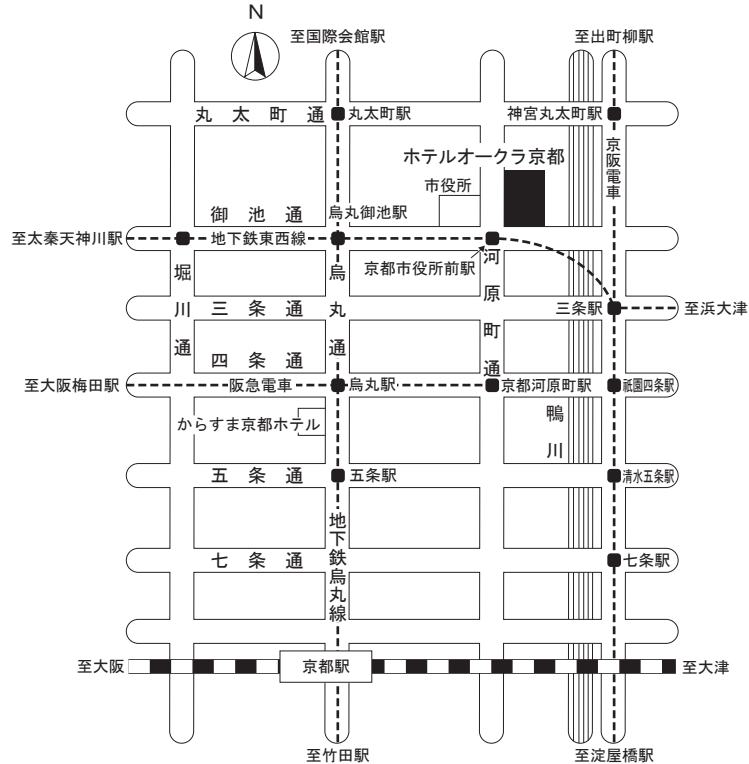 N
至国際会館駅
至出町柳駅
丸太町通
丸太町駅
神宮丸太町駅
京阪電車
ホテルオークラ京都
市役所
御池通
烏丸御池駅
至太秦天神川駅
地下鉄東西線
京都市役所前駅
堀川通
烏丸通
河原町通
三条通
三条駅
至浜大津
四条通
至大阪梅田駅
阪急電車
烏丸駅
京都河原町駅
祇園四条駅
からすま京都ホテル
鴨川
五条通
五条駅
清水五条駅
地下鉄烏丸線
七条通
七条駅
至大阪
京都駅
至大津
至竹田駅
至淀屋橋駅